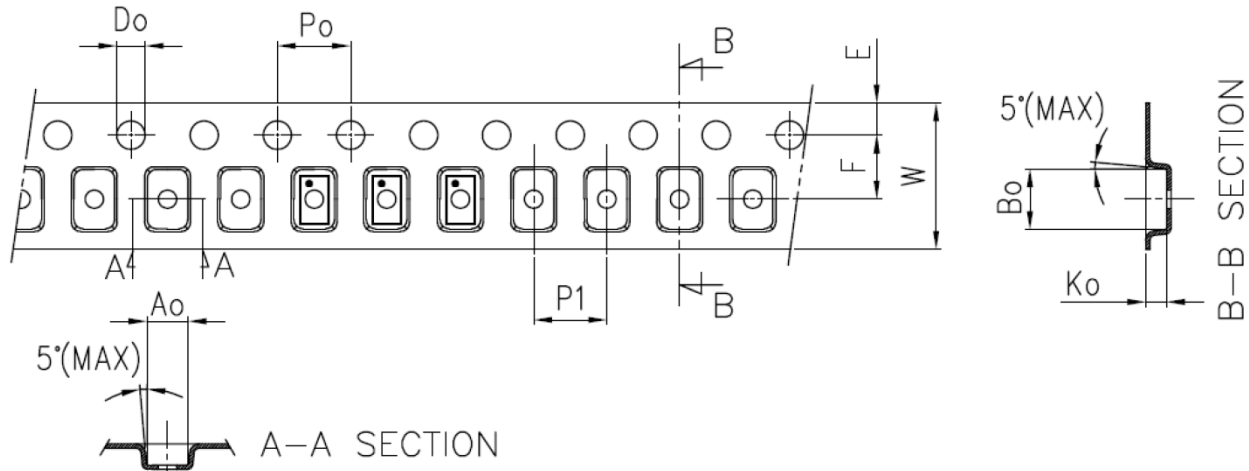 Do
Po
B
E
F
W
A
A
Ao
P1
B
5°(MAX)
A-A SECTION
5°(MAX)
Bo
Ko
B-B SECTION